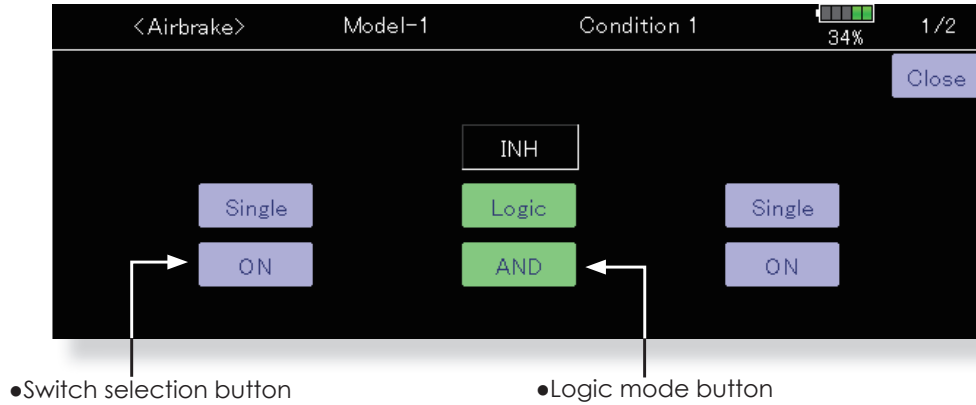 <Airbrake> Model-1 Condition 1 34% 1/2
Close
INH
Single Logic Single
ON AND ON
●Switch selection button ●Logic mode button